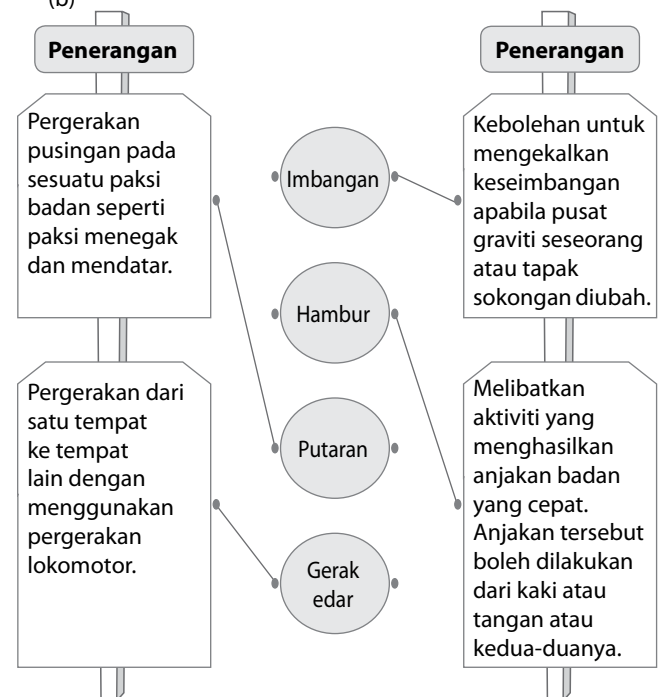 (b)
Penerangan
Pergerakan
pusingan pada
sesuatu paksi
badan seperti
paksi menegak
dan mendatar.
Pergerakan dari
satu tempat
ke tempat
lain dengan
menggunakan
pergerakan
lokomotor.
Imbangan
Hambur
Putaran
Gerak
edar
Penerangan
Kebolehan untuk
mengekalkan
keseimbangan
apabila pusat
graviti seseorang
atau tapak
sokongan diubah.
Melibatkan
aktiviti yang
menghasilkan
anjakan badan
yang cepat.
Anjakan tersebut
boleh dilakukan
dari kaki atau
tangan atau
kedua-duanya.